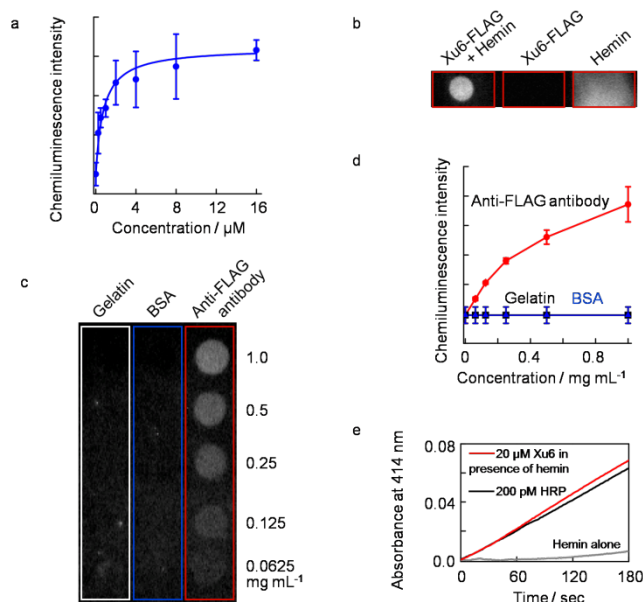 a
Chemiluminescence intensity
0
4
8
12
16
Concentration / µM
b
Xu6-FLAG
+ Hemin
Xu6-FLAG
Hemin
c
Gelatin
BSA
Anti-FLAG
antibody
1.0
0.5
0.25
0.125
0.0625
mg mL⁻¹
d
Chemiluminescence intensity
Anti-FLAG antibody
Gelatin
BSA
0
0.4
0.8
Concentration / mg mL⁻¹
e
Absorbance at 414 nm
0.08
0.04
0.00
20 µM Xu6 in
presence of hemin
200 pM HRP
Hemin alone
0
60
120
180
Time / sec